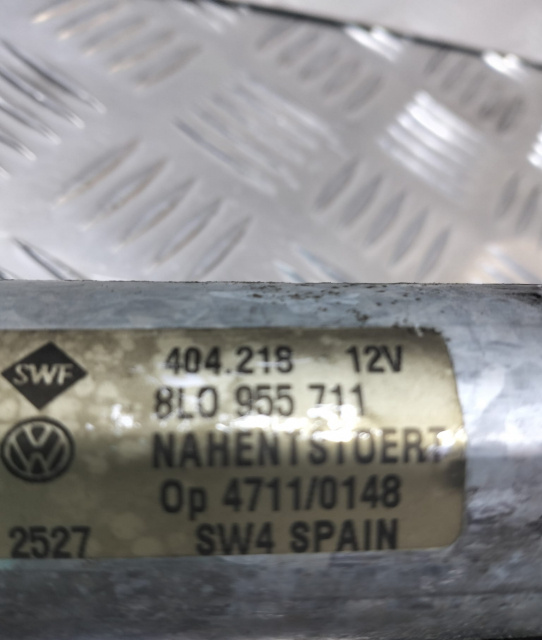 SWF 404.218 12V
8L0 955 711
NAHENTSTOERT
Op 4711/0148
2527 SW4 SPAIN